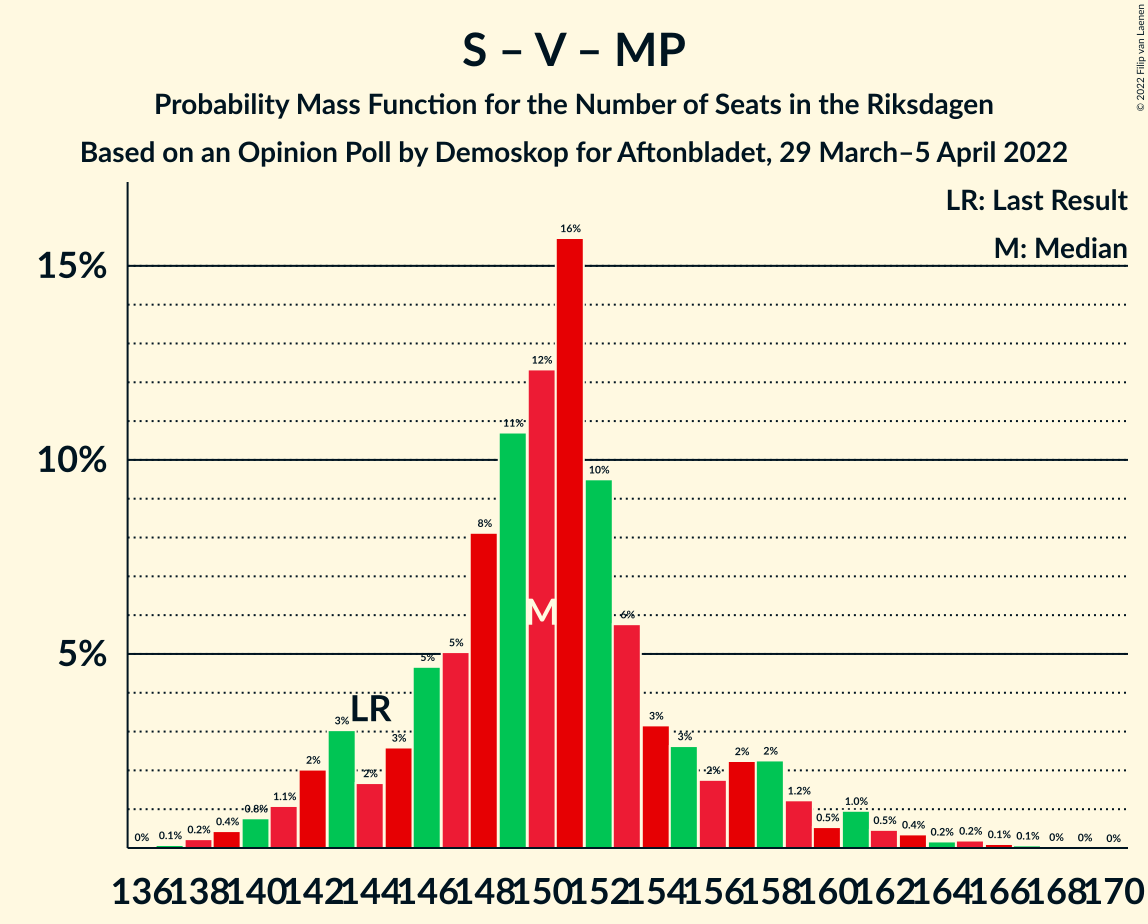 S – V – MP
Probability Mass Function for the Number of Seats in the Riksdagen
Based on an Opinion Poll by Demoskop for Aftonbladet, 29 March–5 April 2022
© 2022 Filip van Laenen
LR: Last Result
M: Median
15%
10%
5%
0% 0.1% 0.2% 0.4% 0.8% 1.1% 2% 3% 2% 3% 5% 5% 8% 11% 12% 16% 10% 6% 3% 3% 2% 2% 2% 1.2% 0.5% 1.0% 0.5% 0.4% 0.2% 0.2% 0.1% 0.1% 0% 0% 0%
LR
M
136 138 140 142 144 146 148 150 152 154 156 158 160 162 164 166 168 170